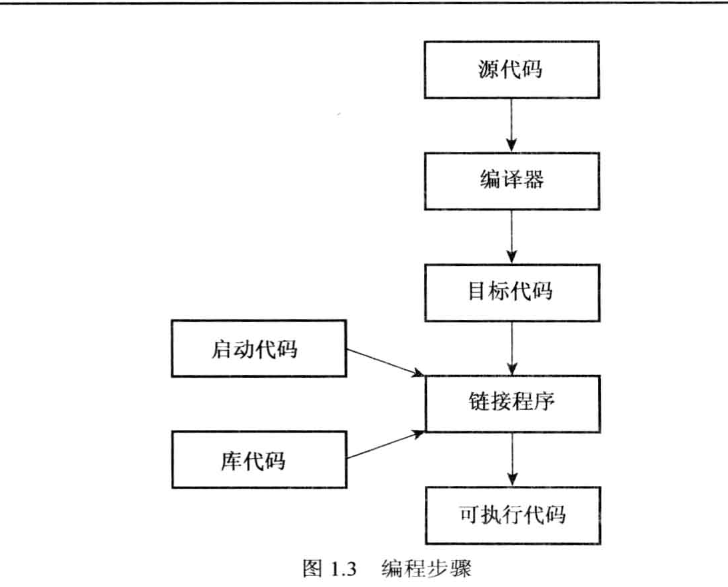 源代码
编译器
目标代码
启动代码
链接程序
库代码
可执行代码
图 1.3 编程步骤